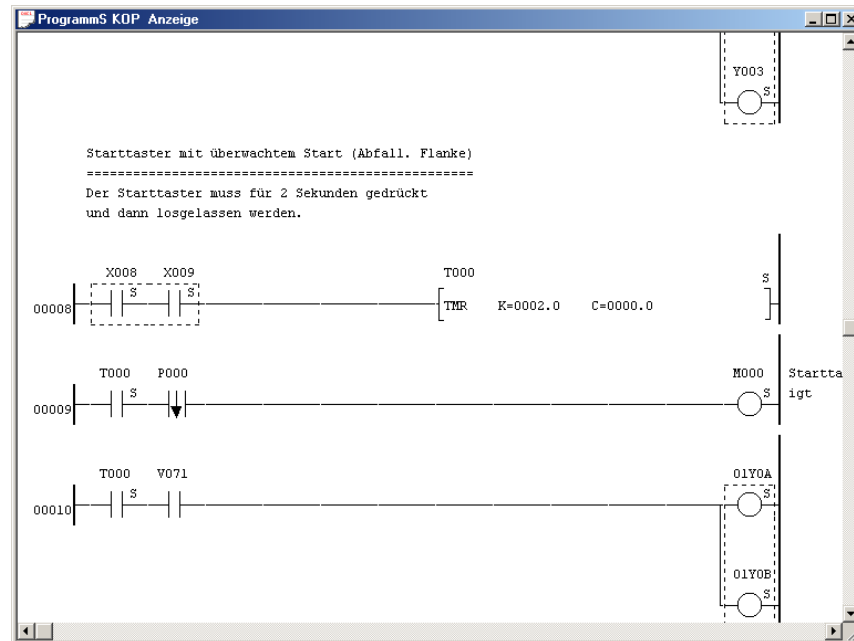 ProgrammS KOP Anzeige
Y003
S
Starttaster mit überwachtem Start (Abfall. Flanke)
==================================================
Der Starttaster muss für 2 Sekunden gedrückt
und dann losgelassen werden.
X008 X009 T000
S S S
00008 TMR K=0002.0 C=0000.0
T000 P000 M000 Startta
S S igt
00009
T000 V071 01Y0A
S S
00010
01Y0B
S